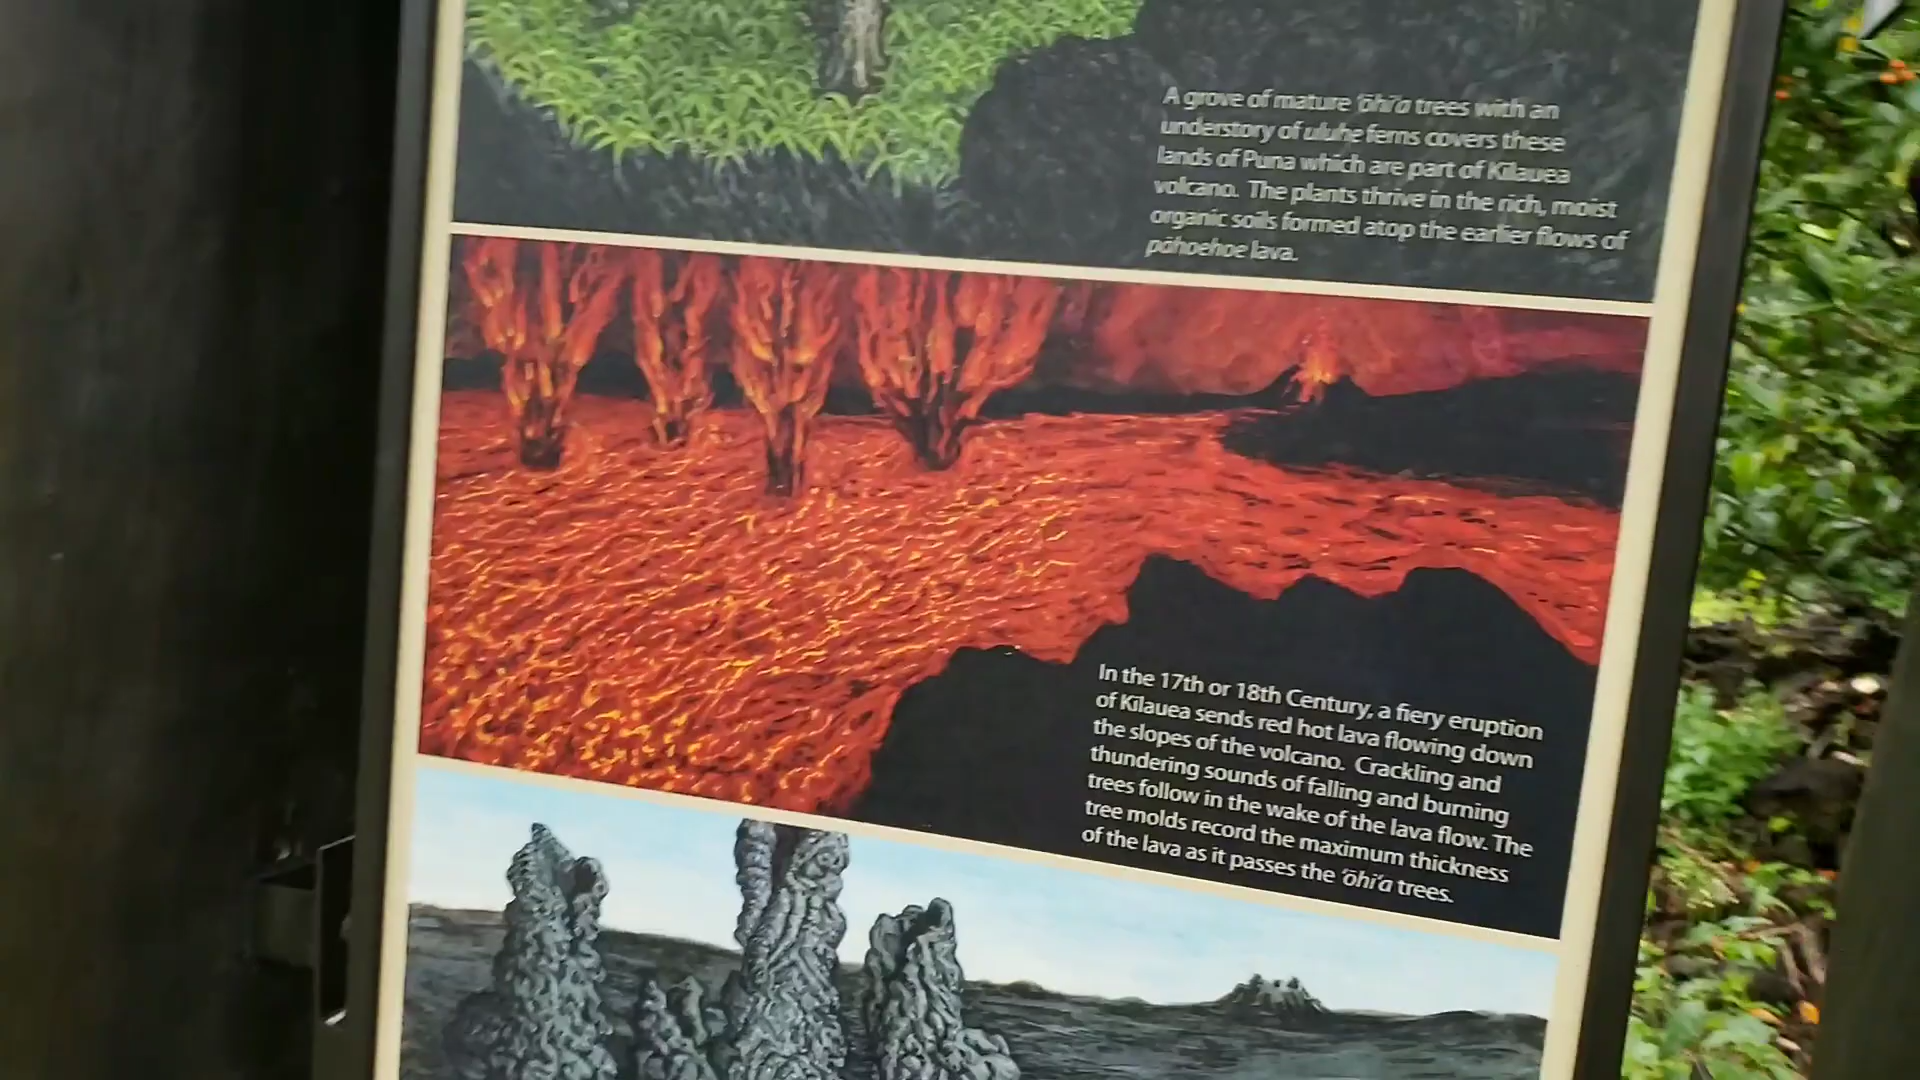 A grove of mature ‘ōhi‘a trees with an
understory of uluhe ferns covers these
lands of Puna which are part of Kīlauea
volcano. The plants thrive in the rich, moist
organic soils formed atop the earlier flows of
pāhoehoe lava.
In the 17th or 18th Century, a fiery eruption
of Kīlauea sends red hot lava flowing down
the slopes of the volcano. Crackling and
thundering sounds of falling and burning
trees follow in the wake of the lava flow. The
tree molds record the maximum thickness
of the lava as it passes the ‘ōhi‘a trees.